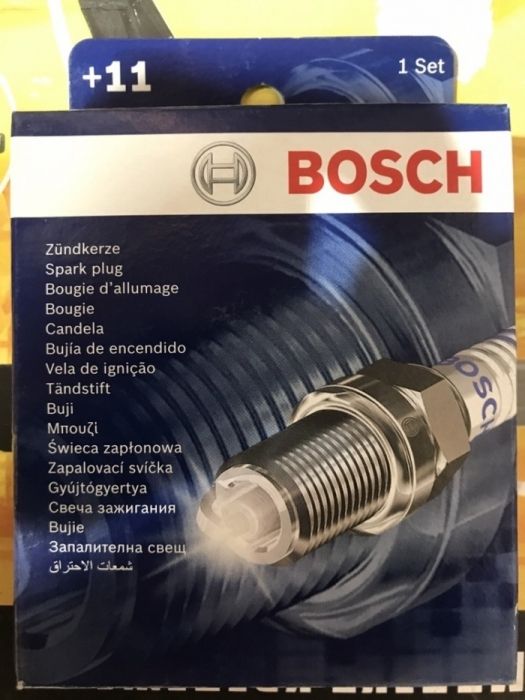 +11
1 Set
BOSCH
Zündkerze
Spark plug
Bougie d'allumage
Bougie
Candela
Bujía de encendido
Vela de ignição
Tändstift
Buji
Μπουζί
Świeca zapłonowa
Zapalovací svíčka
Gyújtógyertya
Свеча зажигания
Bujie
Запалителна свещ
شمعات الاحتراق
BOSCH